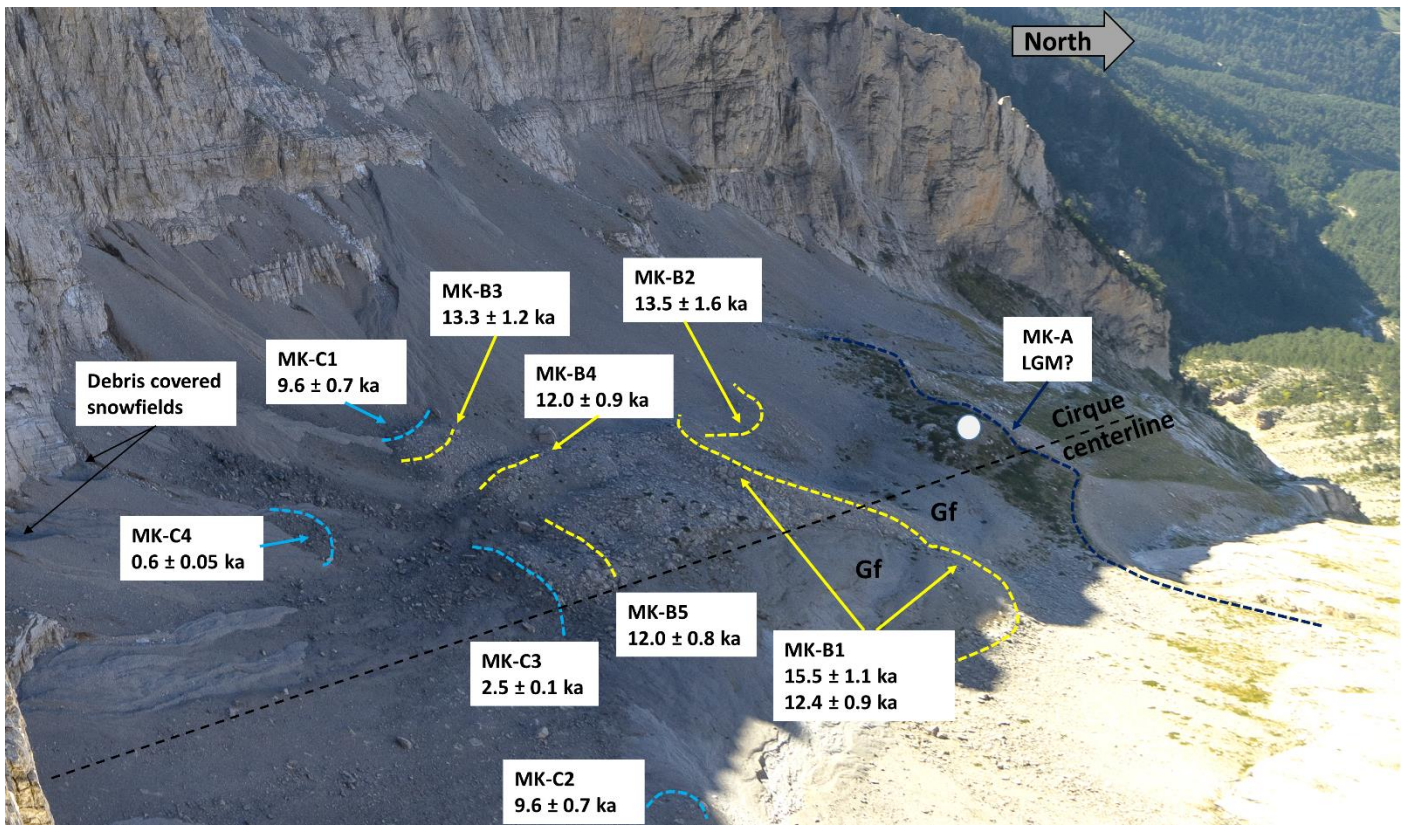 North
MK-B2
13.5 ± 1.6 ka
MK-B3
13.3 ± 1.2 ka
MK-A
LGM?
MK-C1
9.6 ± 0.7 ka
MK-B4
12.0 ± 0.9 ka
Debris covered
snowfields
Cirque
centerline
Gf
MK-C4
0.6 ± 0.05 ka
Gf
MK-B5
12.0 ± 0.8 ka
MK-B1
15.5 ± 1.1 ka
12.4 ± 0.9 ka
MK-C3
2.5 ± 0.1 ka
MK-C2
9.6 ± 0.7 ka